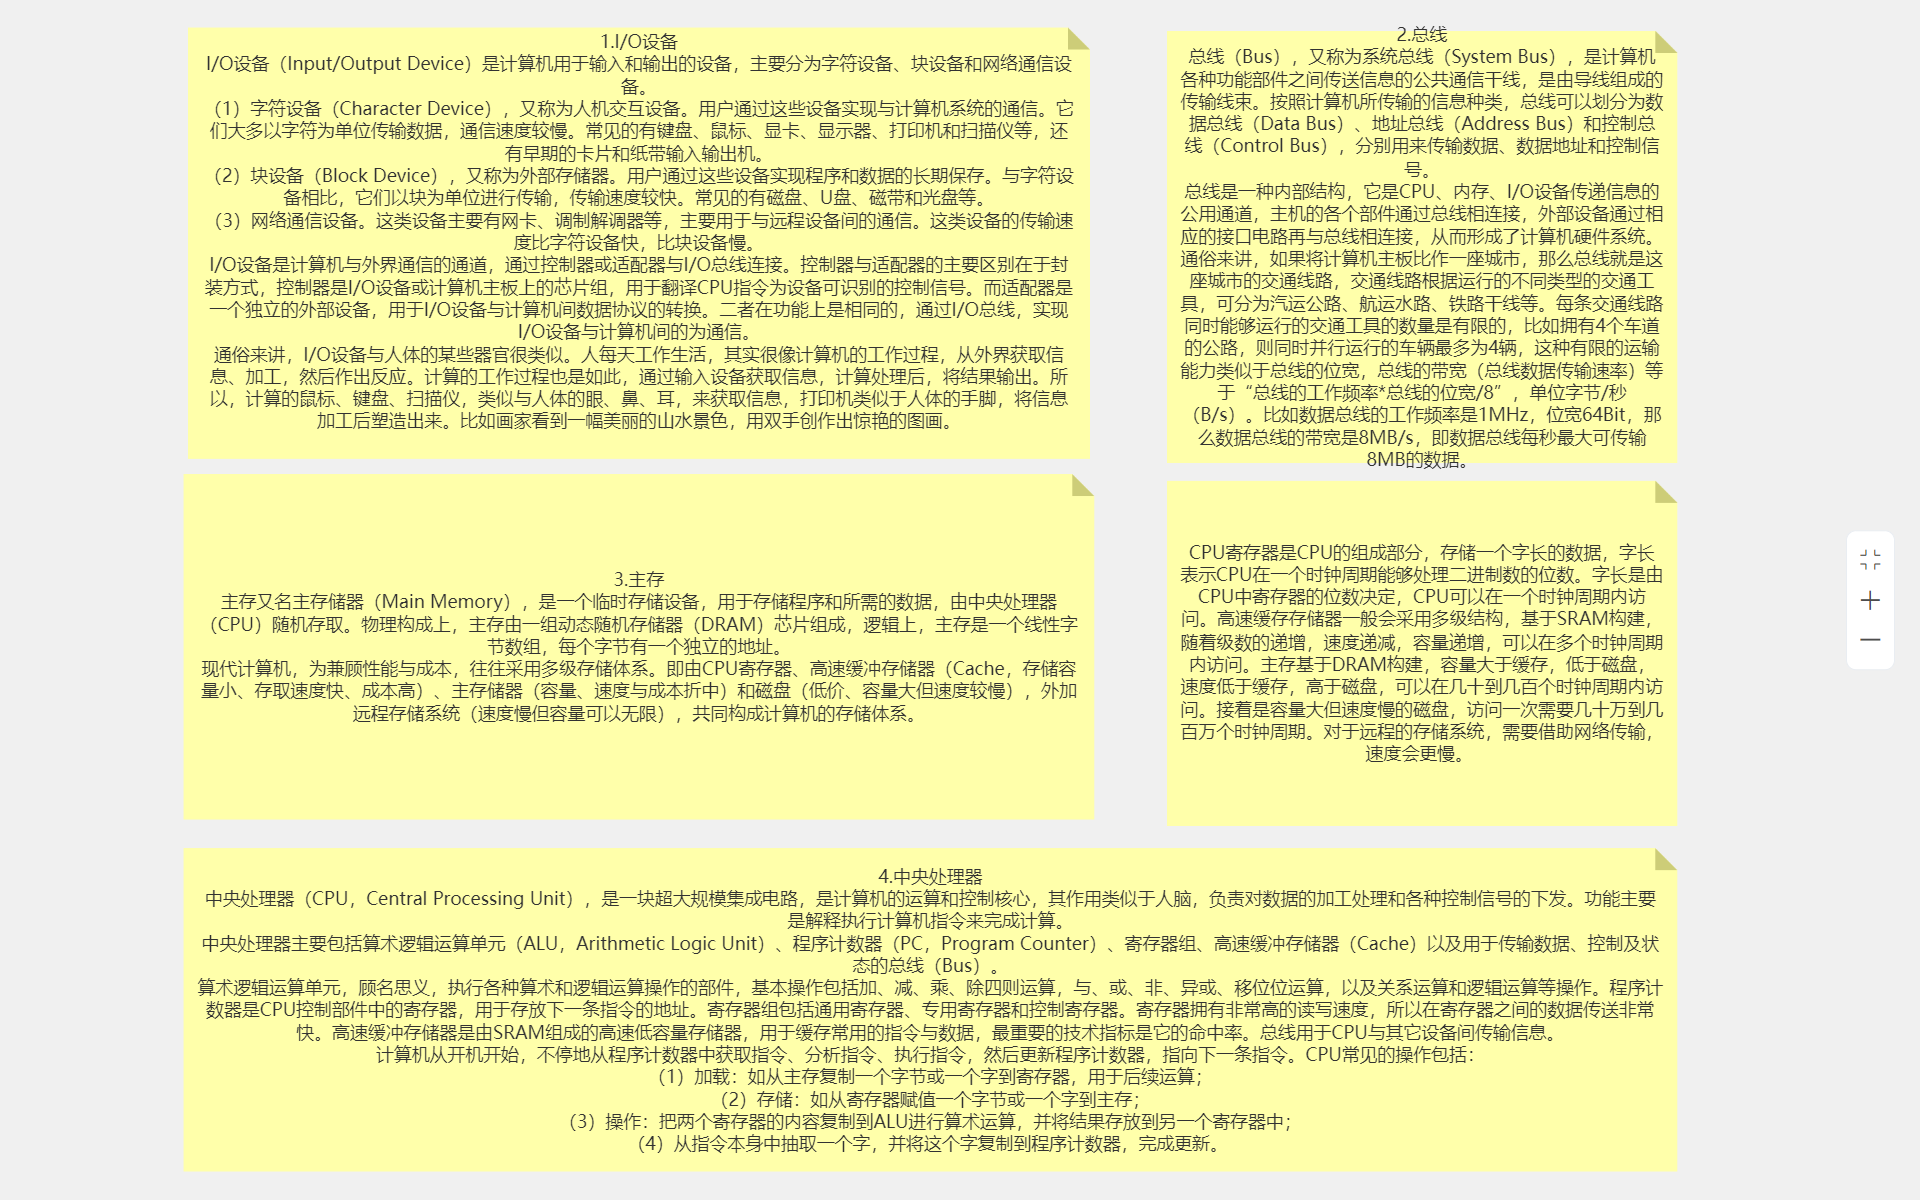 1.I/O设备
I/O设备（Input/Output Device）是计算机用于输入和输出的设备，主要分为字符设备、块设备和网络通信设
备。
（1）字符设备（Character Device），又称为人机交互设备。用户通过这些设备实现与计算机系统的通信。它
们大多以字符为单位传输数据，通信速度较慢。常见的有键盘、鼠标、显卡、显示器、打印机和扫描仪等，还
有早期的卡片和纸带输入输出机。
（2）块设备（Block Device），又称为外部存储器。用户通过这些设备实现程序和数据的长期保存。与字符设
备相比，它们以块为单位进行传输，传输速度较快。常见的有磁盘、U盘、磁带和光盘等。
（3）网络通信设备。这类设备主要有网卡、调制解调器等，主要用于与远程设备间的通信。这类设备的传输速
度比字符设备快，比块设备慢。
I/O设备是计算机与外界通信的通道，通过控制器或适配器与I/O总线连接。控制器与适配器的主要区别在于封
装方式，控制器是I/O设备或计算机主板上的芯片组，用于翻译CPU指令为设备可识别的控制信号。而适配器是
一个独立的外部设备，用于I/O设备与计算机间数据协议的转换。二者在功能上是相同的，通过I/O总线，实现
I/O设备与计算机间的为通信。
通俗来讲，I/O设备与人体的某些器官很类似。人每天工作生活，其实很像计算机的工作过程，从外界获取信
息、加工，然后作出反应。计算的工作过程也是如此，通过输入设备获取信息，计算处理后，将结果输出。所
以，计算的鼠标、键盘、扫描仪，类似与人体的眼、鼻、耳，来获取信息，打印机类似于人体的手脚，将信息
加工后塑造出来。比如画家看到一幅美丽的山水景色，用双手创作出惊艳的图画。
2.总线
总线（Bus），又称为系统总线（System Bus），是计算机
各种功能部件之间传送信息的公共通信干线，是由导线组成的
传输线束。按照计算机所传输的信息种类，总线可以划分为数
据总线（Data Bus）、地址总线（Address Bus）和控制总
线（Control Bus），分别用来传输数据、数据地址和控制信
号。
总线是一种内部结构，它是CPU、内存、I/O设备传递信息的
公用通道，主机的各个部件通过总线相连接，外部设备通过相
应的接口电路再与总线相连接，从而形成了计算机硬件系统。
通俗来讲，如果将计算机主板比作一座城市，那么总线就是这
座城市的交通线路，交通线路根据运行的不同类型的交通工
具，可分为汽运公路、航运水路、铁路干线等。每条交通线路
同时能够运行的交通工具的数量是有限的，比如拥有4个车道
的公路，则同时并行运行的车辆最多为4辆，这种有限的运输
能力类似于总线的位宽，总线的带宽（总线数据传输速率）等
于“总线的工作频率*总线的位宽/8”，单位字节/秒
（B/s）。比如数据总线的工作频率是1MHz，位宽64Bit，那
么数据总线的带宽是8MB/s，即数据总线每秒最大可传输
8MB的数据。
3.主存
主存又名主存储器（Main Memory），是一个临时存储设备，用于存储程序和所需的数据，由中央处理器
（CPU）随机存取。物理构成上，主存由一组动态随机存储器（DRAM）芯片组成，逻辑上，主存是一个线性字
节数组，每个字节有一个独立的地址。
现代计算机，为兼顾性能与成本，往往采用多级存储体系。即由CPU寄存器、高速缓冲存储器（Cache，存储容
量小、存取速度快、成本高）、主存储器（容量、速度与成本折中）和磁盘（低价、容量大但速度较慢），外加
远程存储系统（速度慢但容量可以无限），共同构成计算机的存储体系。
CPU寄存器是CPU的组成部分，存储一个字长的数据，字长
表示CPU在一个时钟周期能够处理二进制数的位数。字长是由
CPU中寄存器的位数决定，CPU可以在一个时钟周期内访
问。高速缓存存储器一般会采用多级结构，基于SRAM构建，
随着级数的递增，速度递减，容量递增，可以在多个时钟周期
内访问。主存基于DRAM构建，容量大于缓存，低于磁盘，
速度低于缓存，高于磁盘，可以在几十到几百个时钟周期内访
问。接着是容量大但速度慢的磁盘，访问一次需要几十万到几
百万个时钟周期。对于远程的存储系统，需要借助网络传输，
速度会更慢。
4.中央处理器
中央处理器（CPU，Central Processing Unit），是一块超大规模集成电路，是计算机的运算和控制核心，其作用类似于人脑，负责对数据的加工处理和各种控制信号的下发。功能主要
是解释执行计算机指令来完成计算。
中央处理器主要包括算术逻辑运算单元（ALU，Arithmetic Logic Unit）、程序计数器（PC，Program Counter）、寄存器组、高速缓冲存储器（Cache）以及用于传输数据、控制及状
态的总线（Bus）。
算术逻辑运算单元，顾名思义，执行各种算术和逻辑运算操作的部件，基本操作包括加、减、乘、除四则运算，与、或、非、异或、移位位运算，以及关系运算和逻辑运算等操作。程序计
数器是CPU控制部件中的寄存器，用于存放下一条指令的地址。寄存器组包括通用寄存器、专用寄存器和控制寄存器。寄存器拥有非常高的读写速度，所以在寄存器之间的数据传送非常
快。高速缓冲存储器是由SRAM组成的高速低容量存储器，用于缓存常用的指令与数据，最重要的技术指标是它的命中率。总线用于CPU与其它设备间传输信息。
计算机从开机开始，不停地从程序计数器中获取指令、分析指令、执行指令，然后更新程序计数器，指向下一条指令。CPU常见的操作包括：
（1）加载：如从主存复制一个字节或一个字到寄存器，用于后续运算；
（2）存储：如从寄存器赋值一个字节或一个字到主存；
（3）操作：把两个寄存器的内容复制到ALU进行算术运算，并将结果存放到另一个寄存器中；
（4）从指令本身中抽取一个字，并将这个字复制到程序计数器，完成更新。